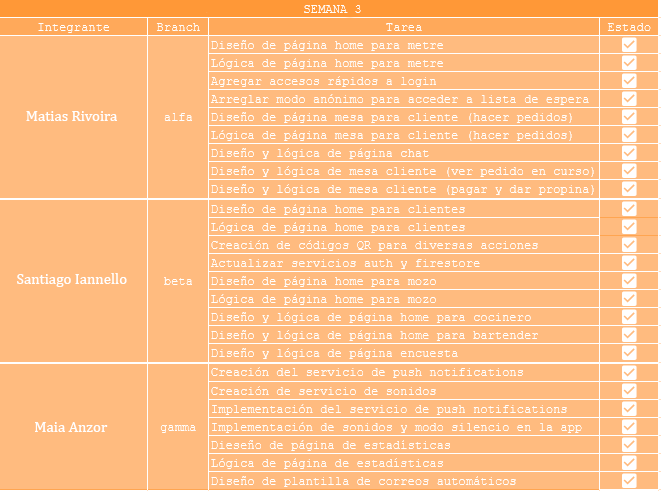 SEMANA 3
Integrante Branch Tarea Estado
Diseño de página home para metre
Lógica de página home para metre
Agregar accesos rápidos a login
Arreglar modo anónimo para acceder a lista de espera
Matias Rivoira alfa Diseño de página mesa para cliente (hacer pedidos)
Lógica de página mesa para cliente (hacer pedidos)
Diseño y lógica de página chat
Diseño y lógica de mesa cliente (ver pedido en curso)
Diseño y lógica de mesa cliente (pagar y dar propina)
Diseño de página home para clientes
Lógica de página home para clientes
Creación de códigos QR para diversas acciones
Actualizar servicios auth y firestore
Santiago Iannello beta Diseño de página home para mozo
Lógica de página home para mozo
Diseño y lógica de página home para cocinero
Diseño y lógica de página home para bartender
Diseño y lógica de página encuesta
Creación del servicio de push notifications
Creación de servicio de sonidos
Implementación del servicio de push notifications
Maia Anzor gamma Implementación de sonidos y modo silencio en la app
Dieseño de página de estadísticas
Lógica de página de estadísticas
Diseño de plantilla de correos automáticos